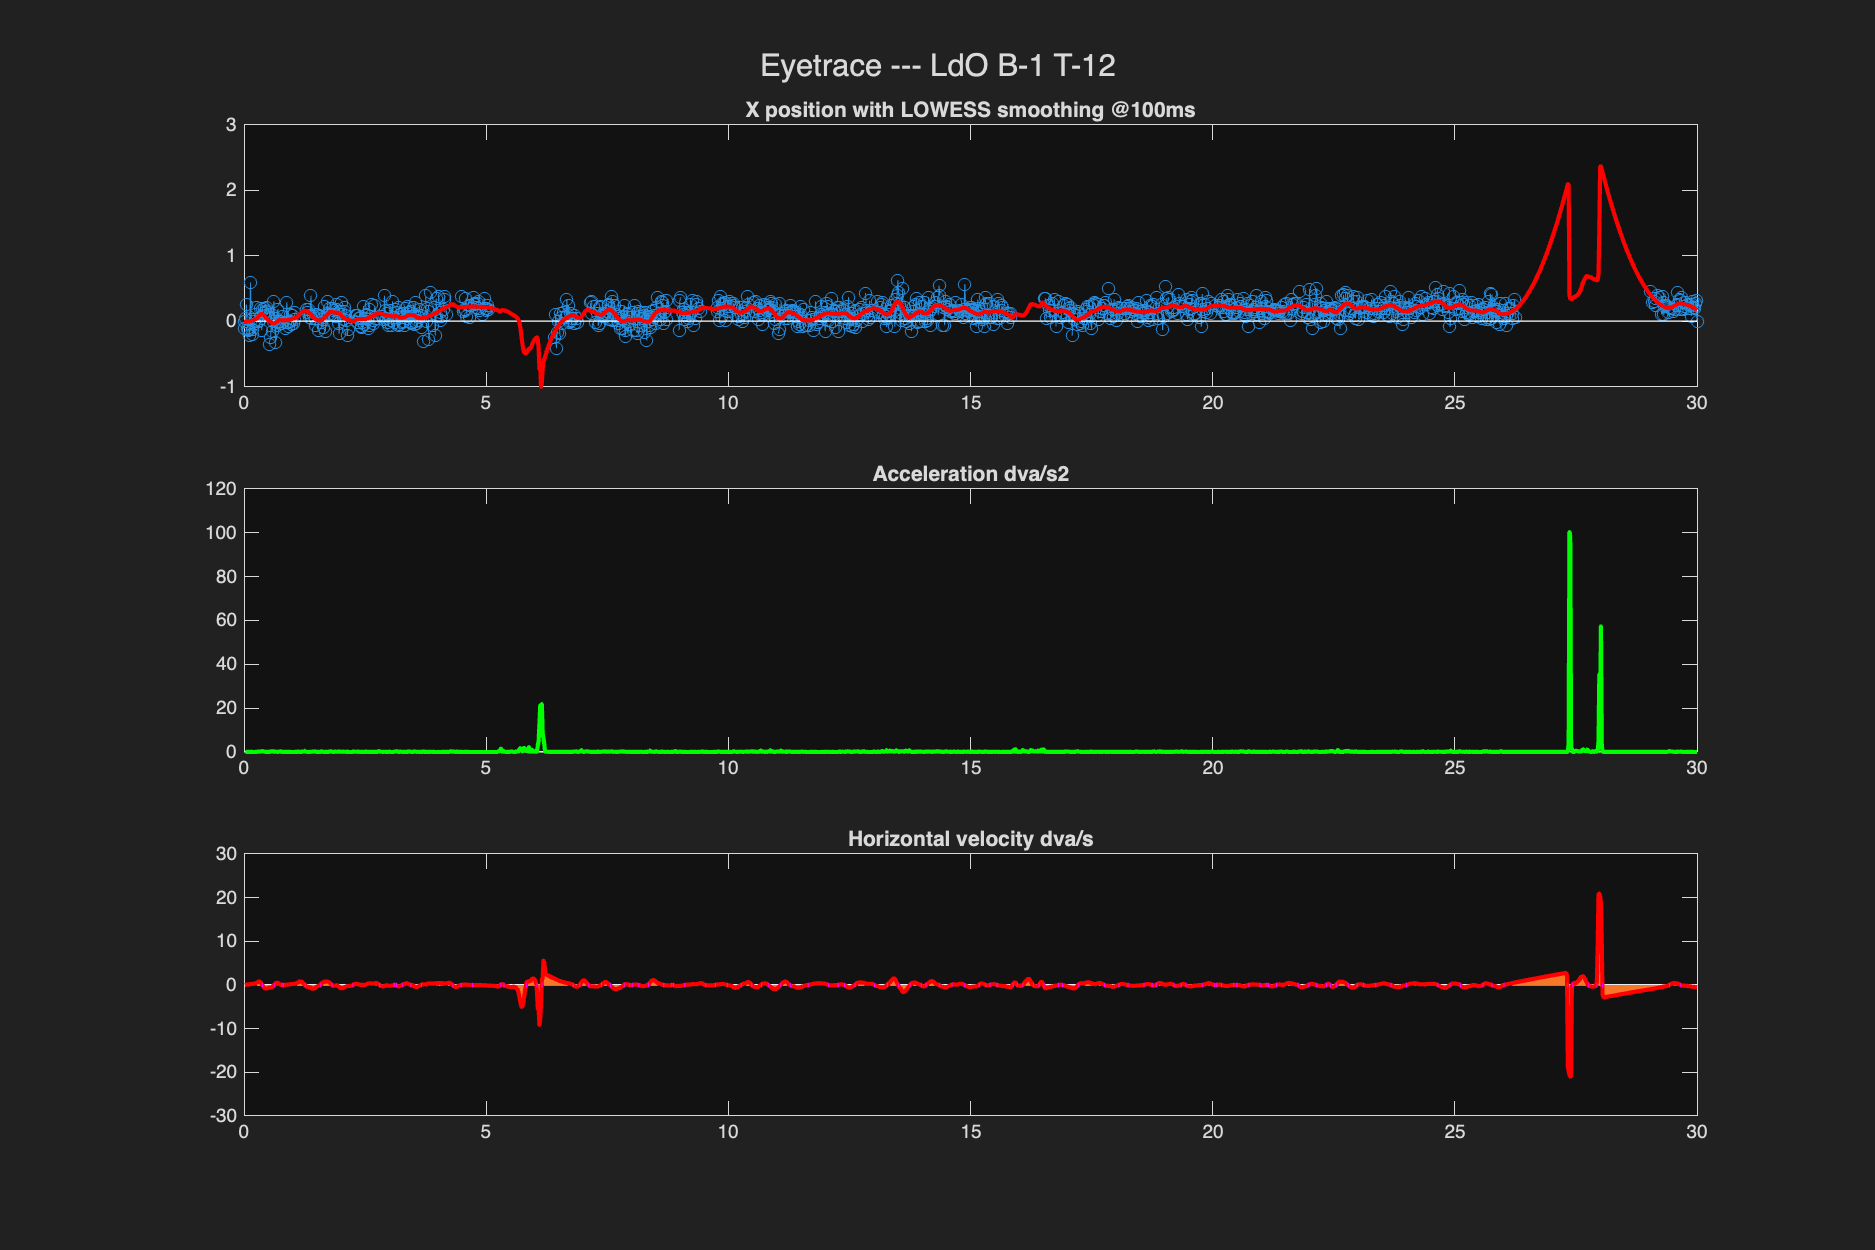 Eyetrace --- LdO B-1 T-12
X position with LOWESS smoothing @100ms
3
2
1
0
-1
0 5 10 15 20 25 30
Acceleration dva/s2
120
100
80
60
40
20
0
0 5 10 15 20 25 30
Horizontal velocity dva/s
30
20
10
0
-10
-20
-30
0 5 10 15 20 25 30